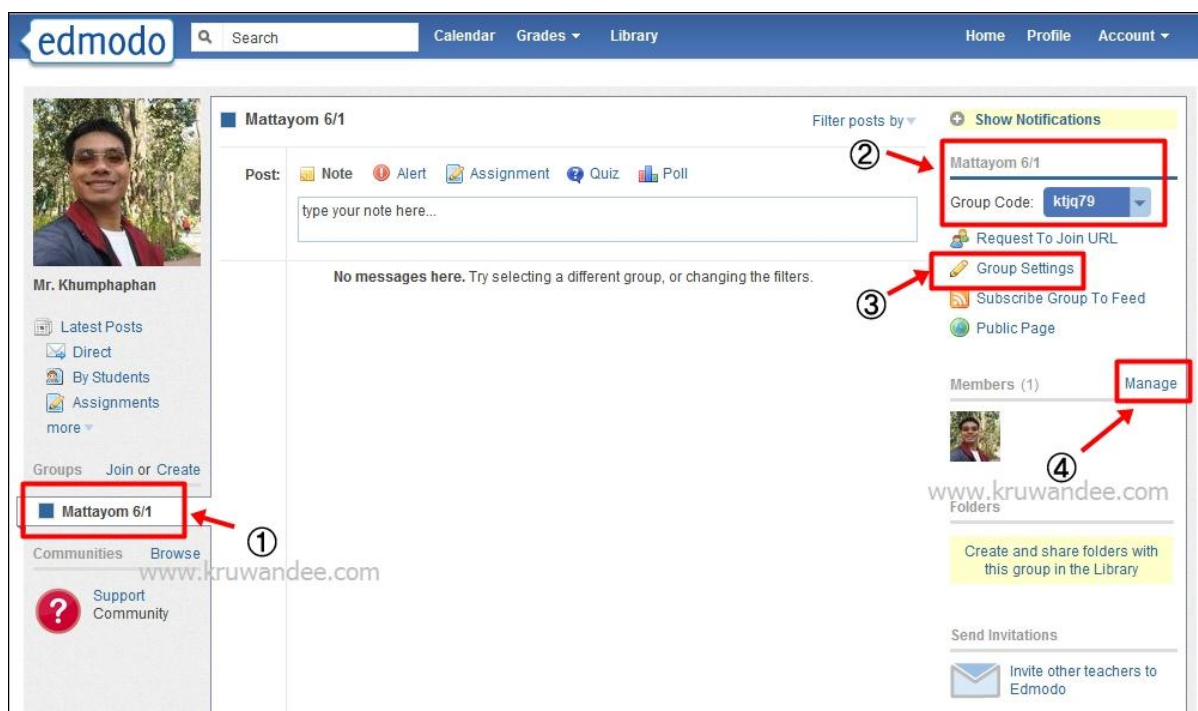 edmodo
Search
Calendar Grades Library
Home Profile Account
Mattayom 6/1
Filter posts by
Post: Note Alert Assignment Quiz Poll
type your note here...
No messages here. Try selecting a different group, or changing the filters.
Mr. Khumphaphan
Latest Posts
Direct
By Students
Assignments
more
Groups Join or Create
Mattayom 6/1
①
Communities Browse
www.kruwandee.com
?
Support
Community
Show Notifications
②
Mattayom 6/1
Group Code: ktjq79
Request To Join URL
Group Settings
③
Subscribe Group To Feed
Public Page
Members (1) Manage
④
www.kruwandee.com
Folders
Create and share folders with
this group in the Library
Send Invitations
Invite other teachers to
Edmodo